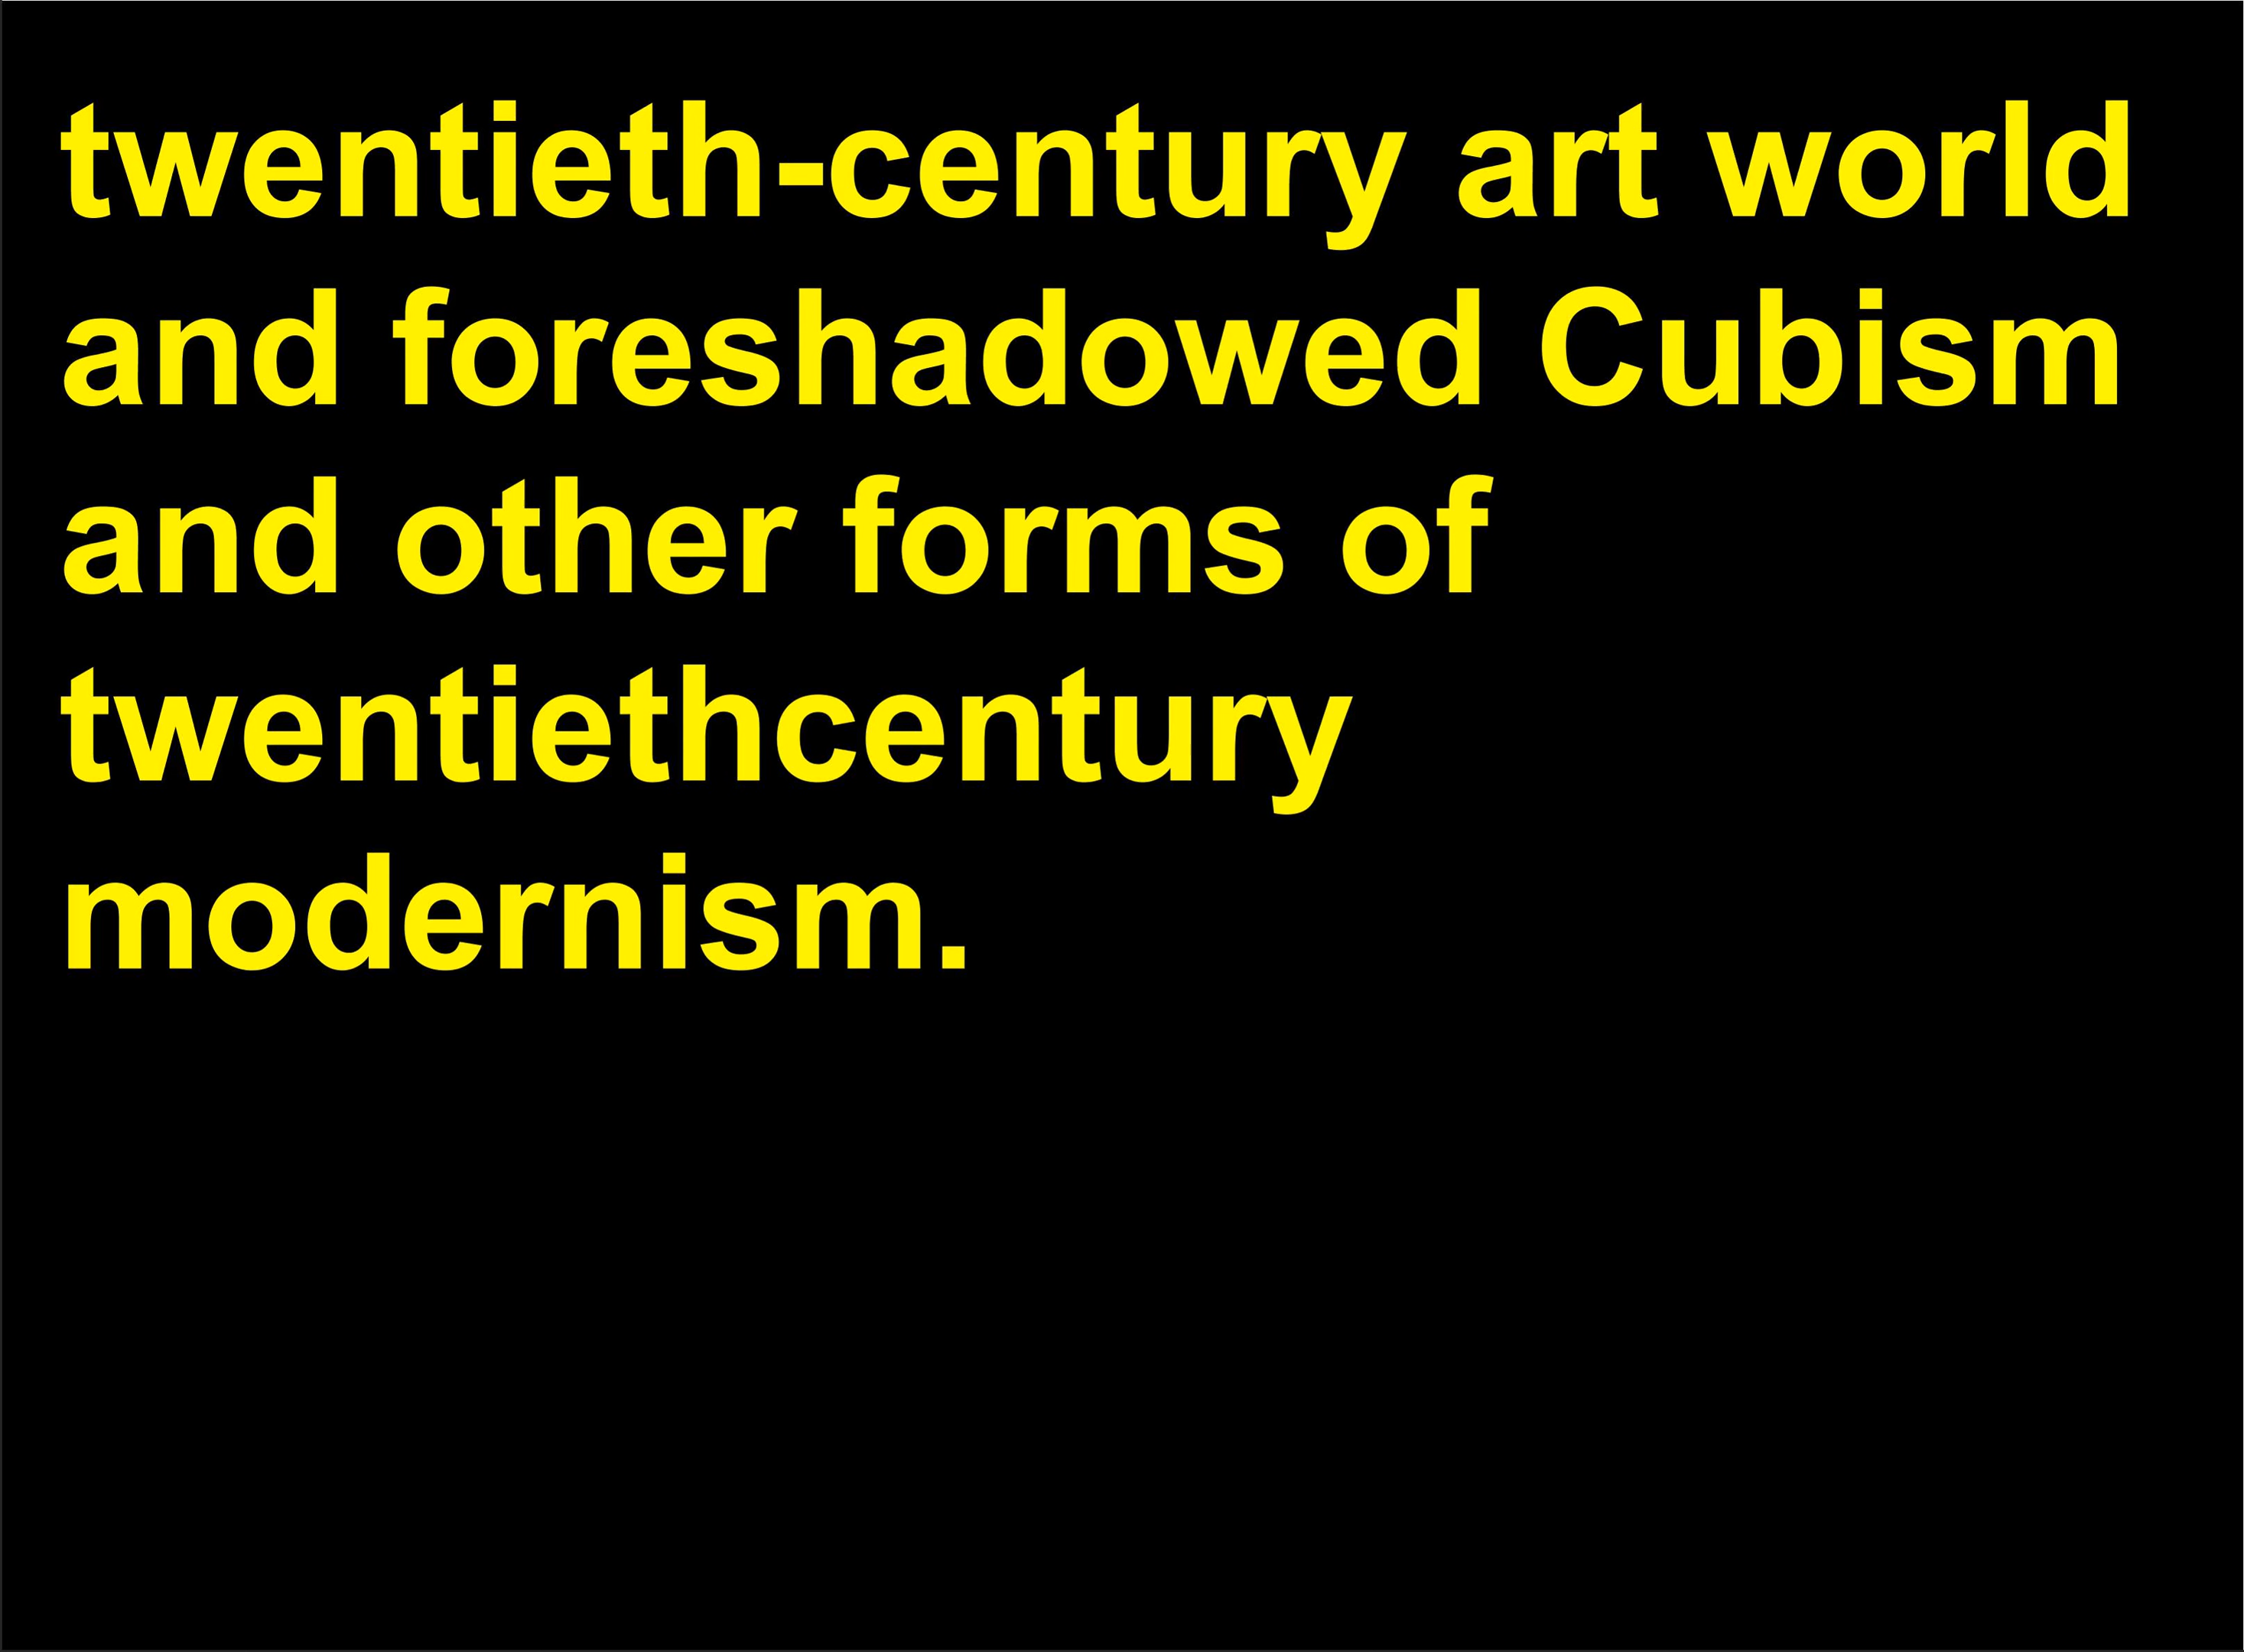 twentieth-century art world
and foreshadowed Cubism
and other forms of
twentiethcentury
modernism.